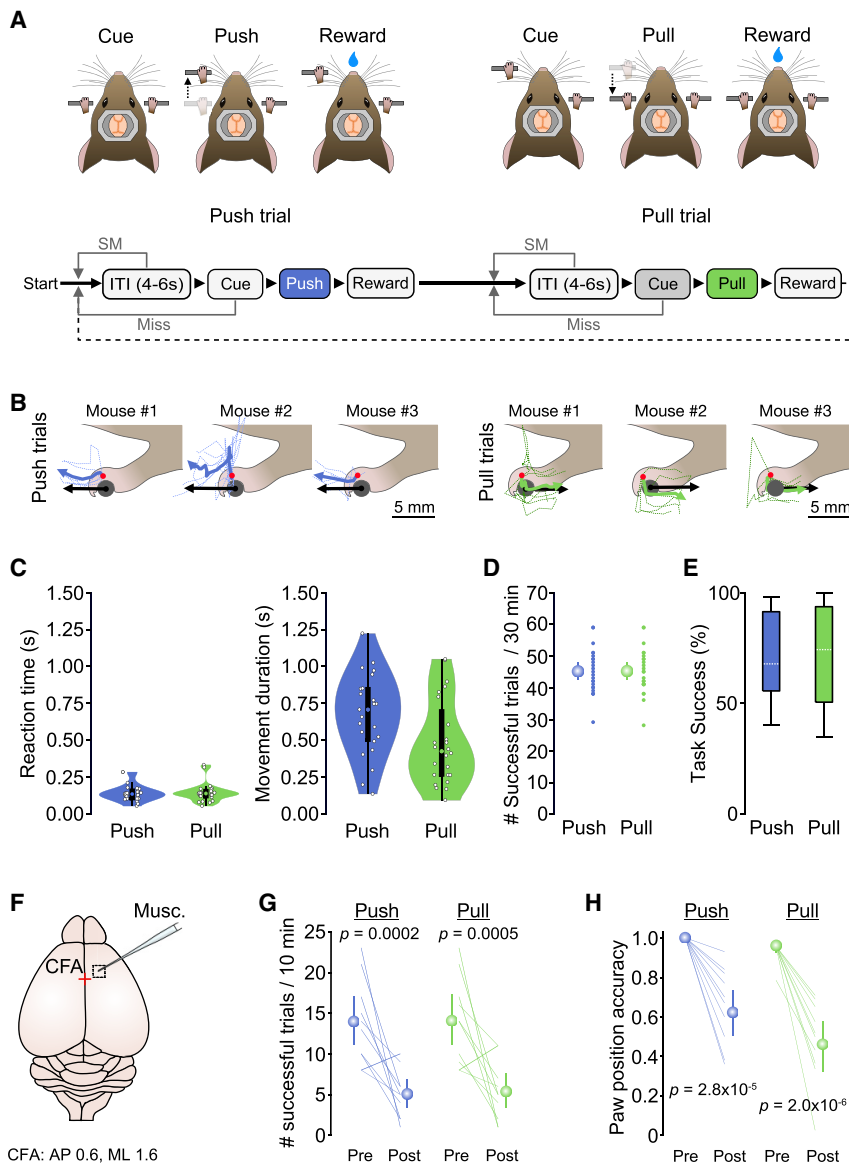 A
Cue Push Reward Cue Pull Reward
Push trial Pull trial
SM SM
Start ITI (4-6s) Cue Push Reward ITI (4-6s) Cue Pull Reward
Miss Miss
B
Push trials Mouse #1 Mouse #2 Mouse #3 5 mm
Pull trials Mouse #1 Mouse #2 Mouse #3 5 mm
C
Reaction time (s)
1.50
1.25
1.00
0.75
0.50
0.25
0.00
Push Pull
Movement duration (s)
1.50
1.25
1.00
0.75
0.50
0.25
0.00
Push Pull
D
# Successful trials / 30 min
70
60
50
40
30
20
10
0
Push Pull
E
Task Success (%)
100
50
0
Push Pull
F
Musc.
CFA
CFA: AP 0.6, ML 1.6
G
Push Pull
p = 0.0002 p = 0.0005
# successful trials / 10 min
25
20
15
10
5
0
Pre Post Pre Post
H
Push Pull
Paw position accuracy
1.0
0.8
0.6
0.4
0.2
0
p = 2.8x10-5
p = 2.0x10-6
Pre Post Pre Post